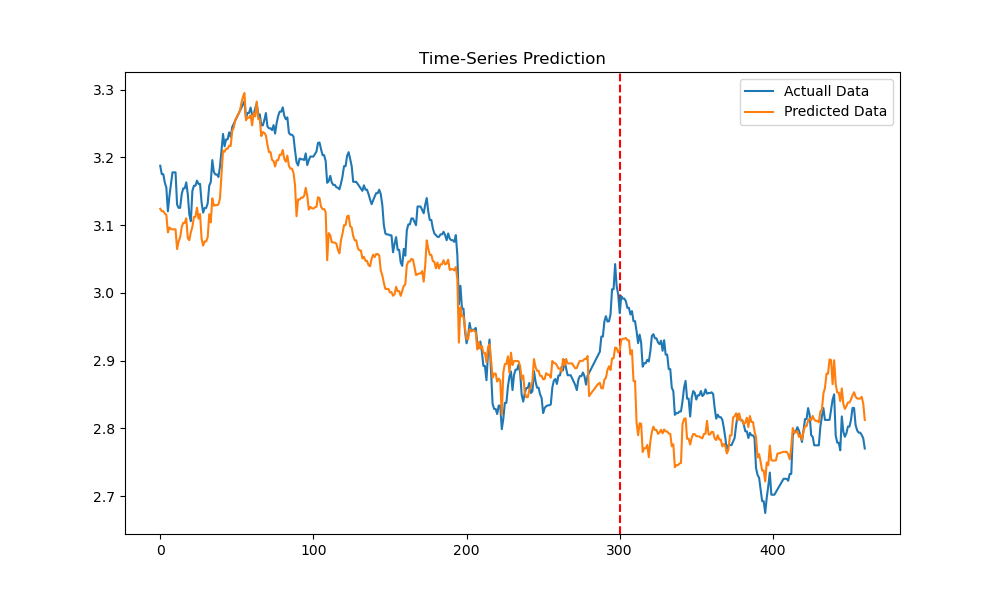 Time-Series Prediction
Actuall Data
Predicted Data
3.3
3.2
3.1
3.0
2.9
2.8
2.7
0 100 200 300 400